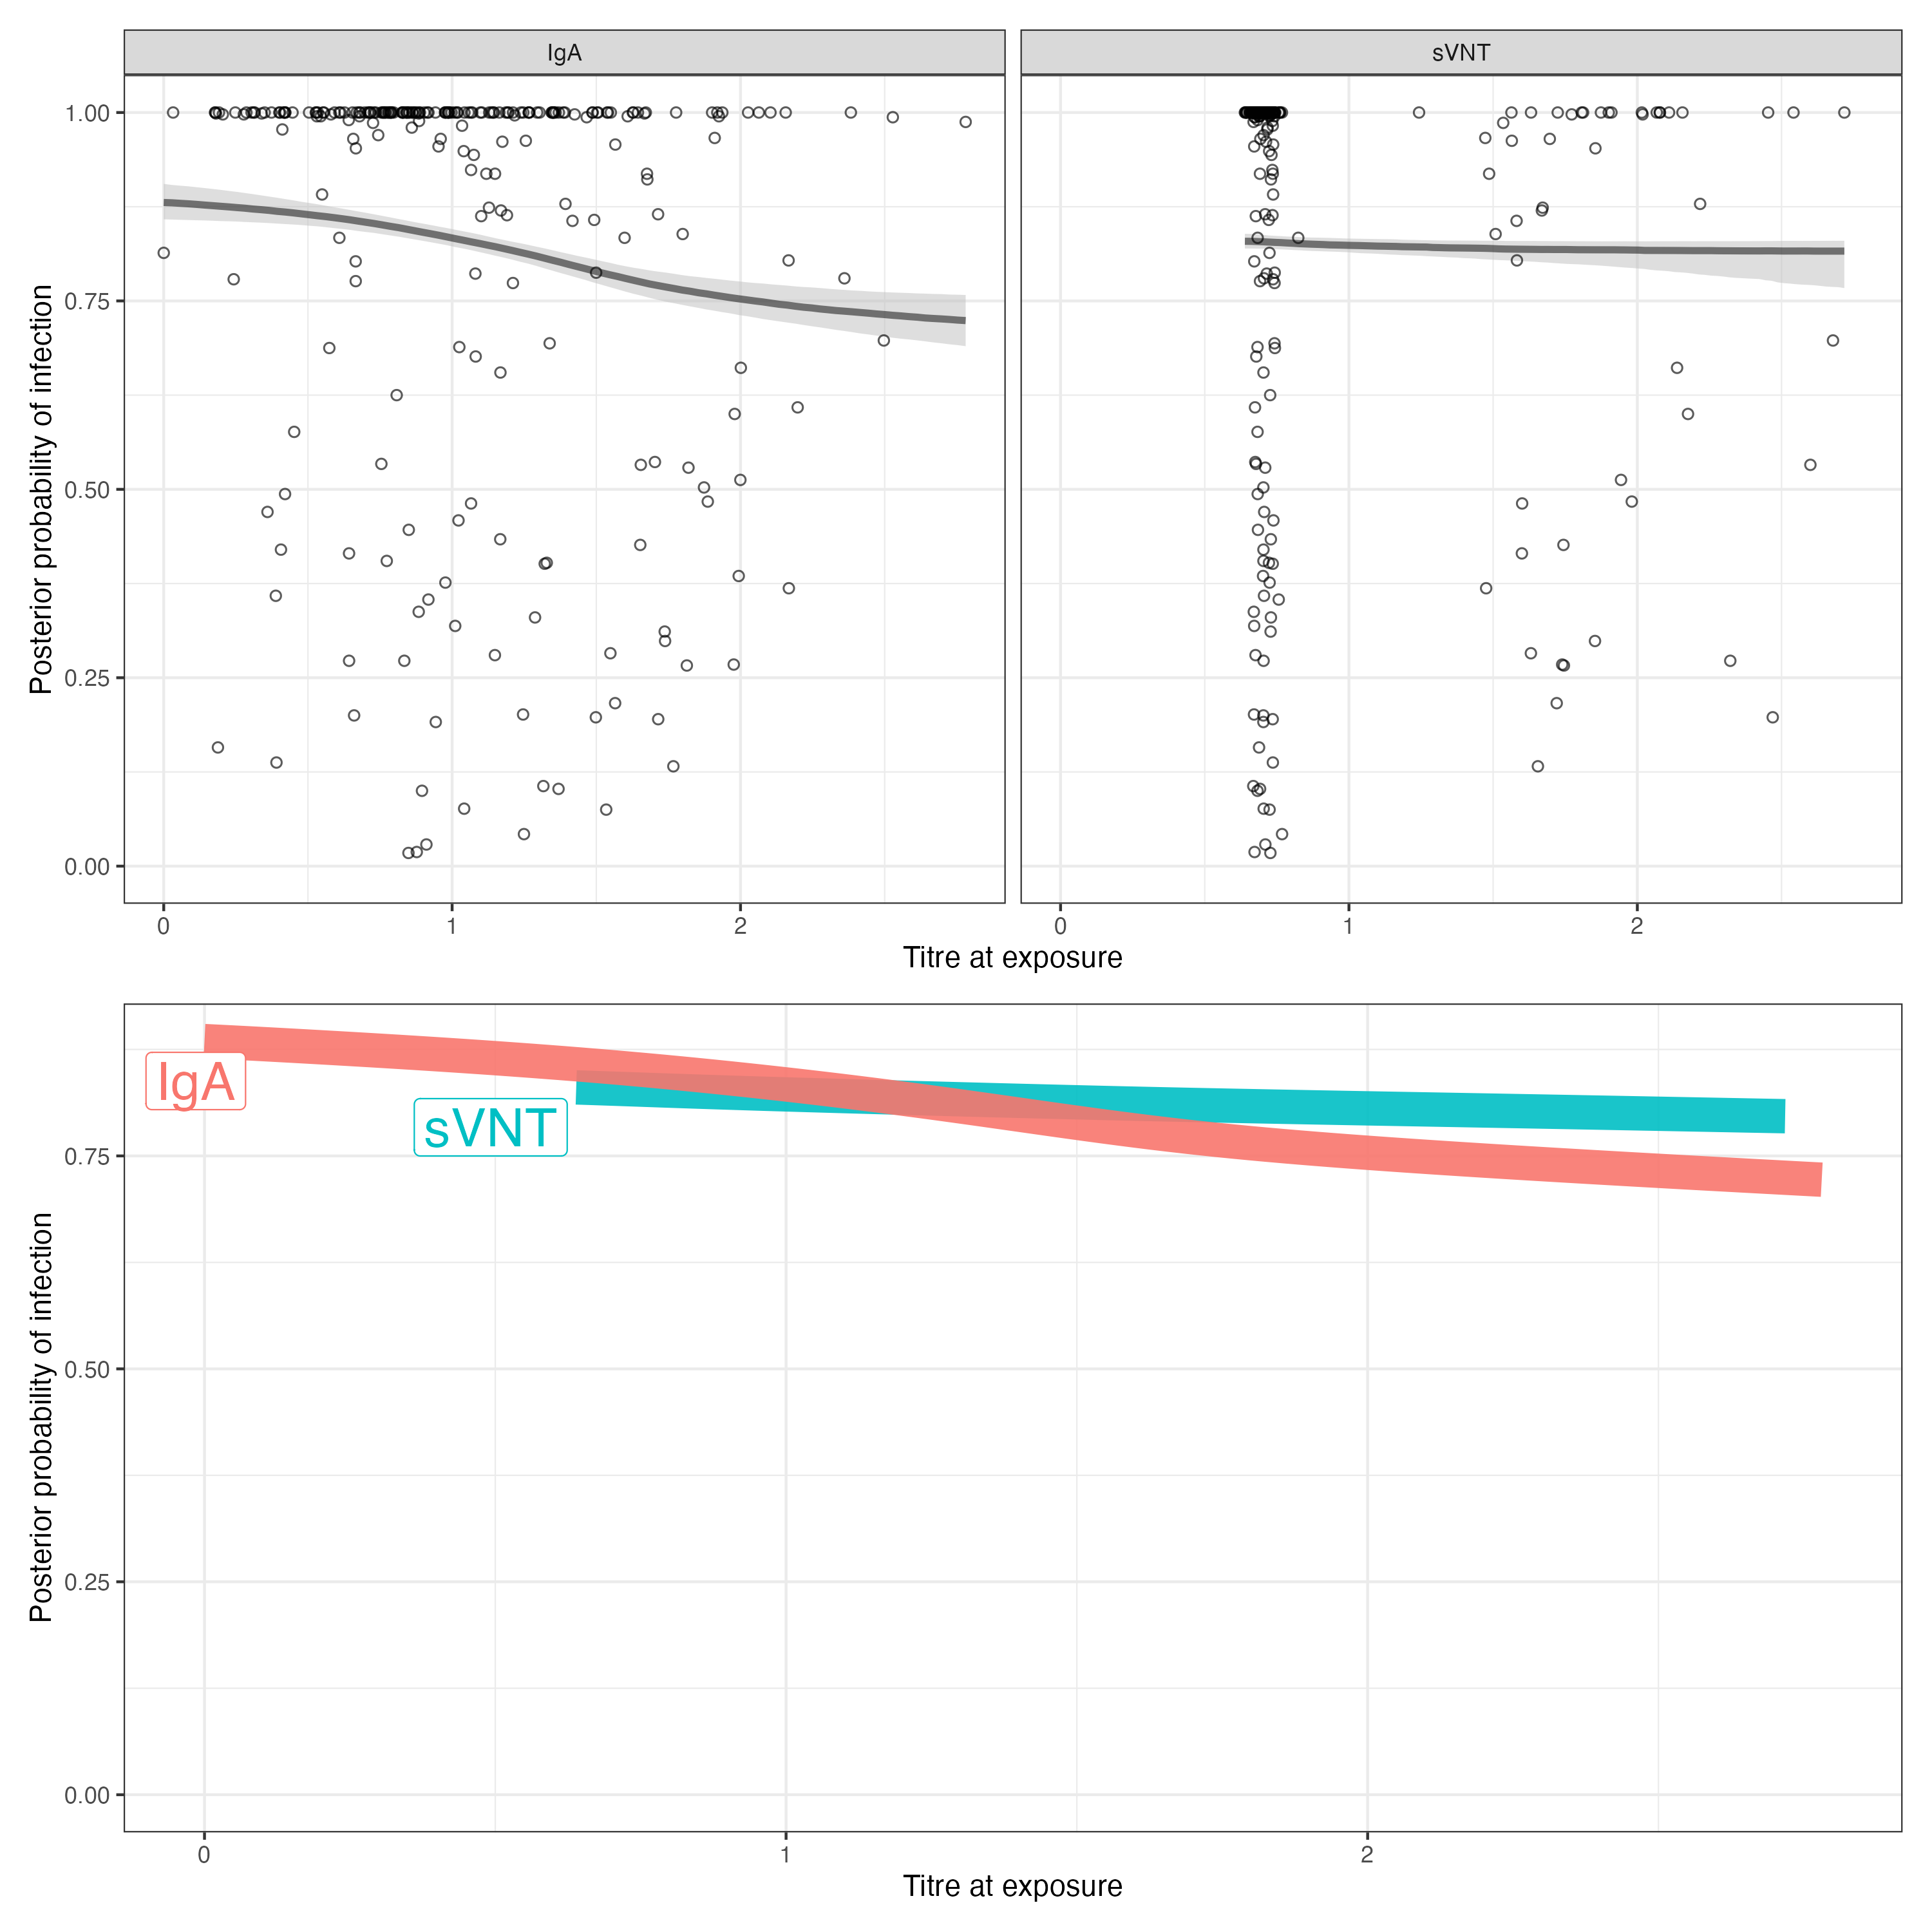 IgA
sVNT
Posterior probability of infection
1.00
0.75
0.50
0.25
0.00
0
1
2
0
1
2
Titre at exposure
IgA
sVNT
Posterior probability of infection
0.75
0.50
0.25
0.00
0
1
2
Titre at exposure